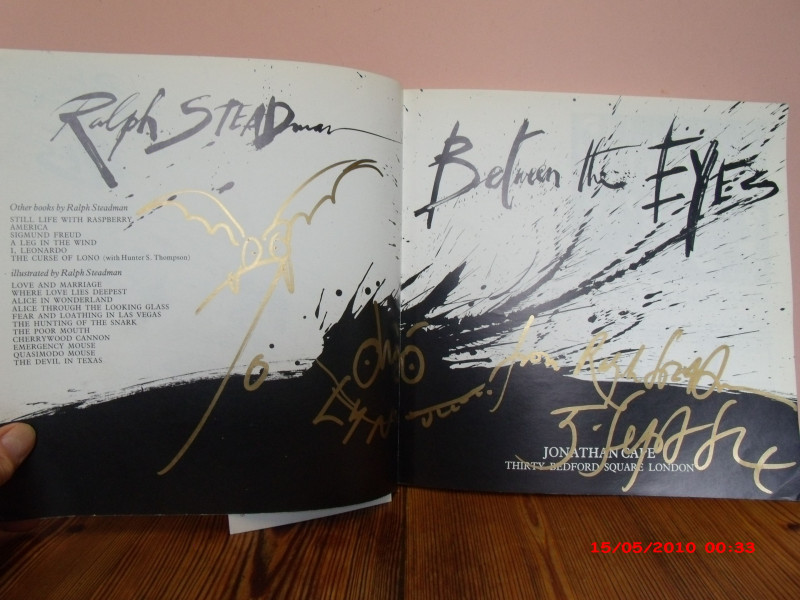 Ralph STEADman
Other books by Ralph Steadman
STILL LIFE WITH RASPBERRY
AMERICA
SIGMUND FREUD
A LEG IN THE WIND
I, LEONARDO
THE CURSE OF LONO (with Hunter S. Thompson)
illustrated by Ralph Steadman
LOVE AND MARRIAGE
WHERE LOVE LIES DEEPEST
ALICE IN WONDERLAND
ALICE THROUGH THE LOOKING GLASS
FEAR AND LOATHING IN LAS VEGAS
THE HUNTING OF THE SNARK
THE POOR MOUTH
CHERRYWOOD CANNON
EMERGENCY MOUSE
QUASIMODO MOUSE
THE DEVIL IN TEXAS
Between the EYES
from Ralph
JONATHAN CAPE
THIRTY BEDFORD SQUARE LONDON
15/05/2010 00:33